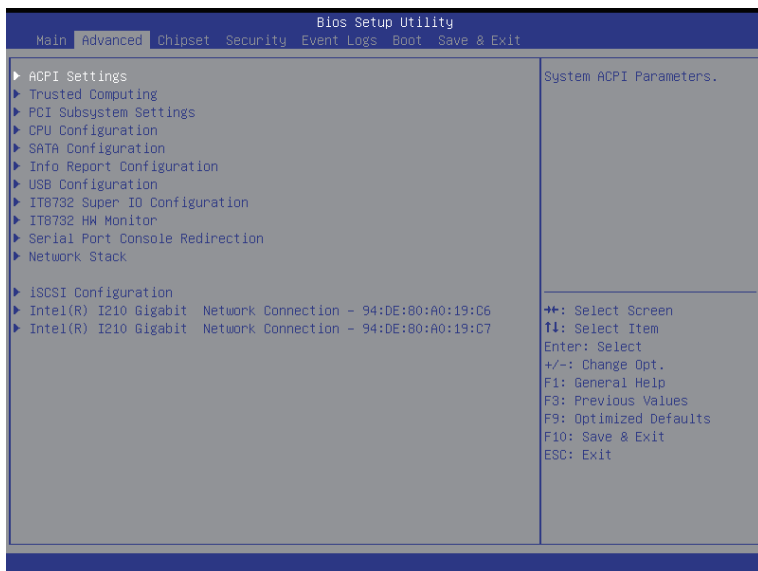 Bios Setup Utility
Main Advanced Chipset Security Event Logs Boot Save & Exit
ACPI Settings
Trusted Computing
PCI Subsystem Settings
CPU Configuration
SATA Configuration
Info Report Configuration
USB Configuration
IT8732 Super IO Configuration
IT8732 HW Monitor
Serial Port Console Redirection
Network Stack
iSCSI Configuration
Intel(R) I210 Gigabit  Network Connection - 94:DE:80:A0:19:C6
Intel(R) I210 Gigabit  Network Connection - 94:DE:80:A0:19:C7
System ACPI Parameters.
→←: Select Screen
↑↓: Select Item
Enter: Select
+/-: Change Opt.
F1: General Help
F3: Previous Values
F9: Optimized Defaults
F10: Save & Exit
ESC: Exit